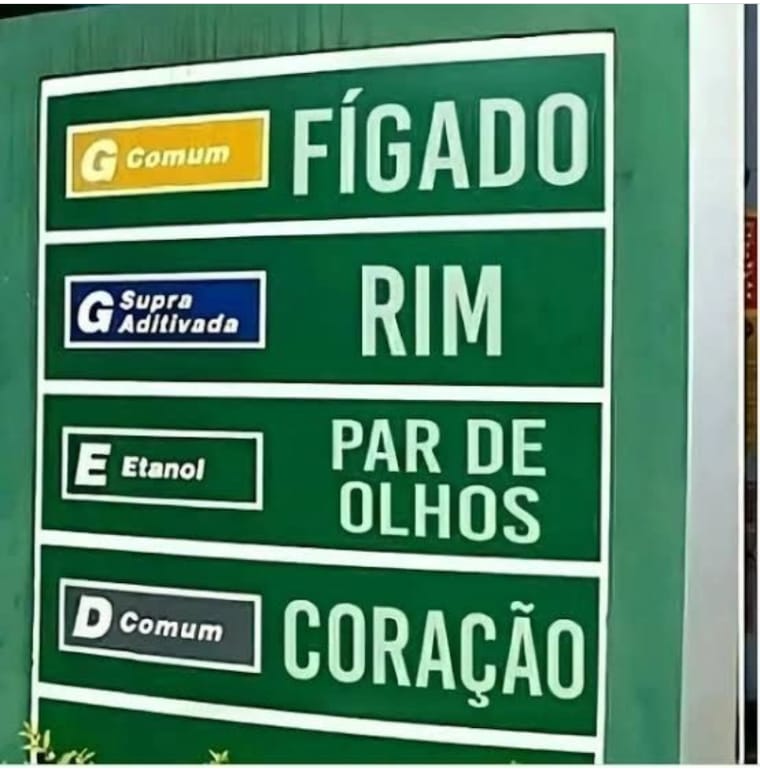 G Comum FÍGADO
G Supra
Aditivada
RIM
E Etanol
PAR DE
OLHOS
D Comum CORAÇÃO